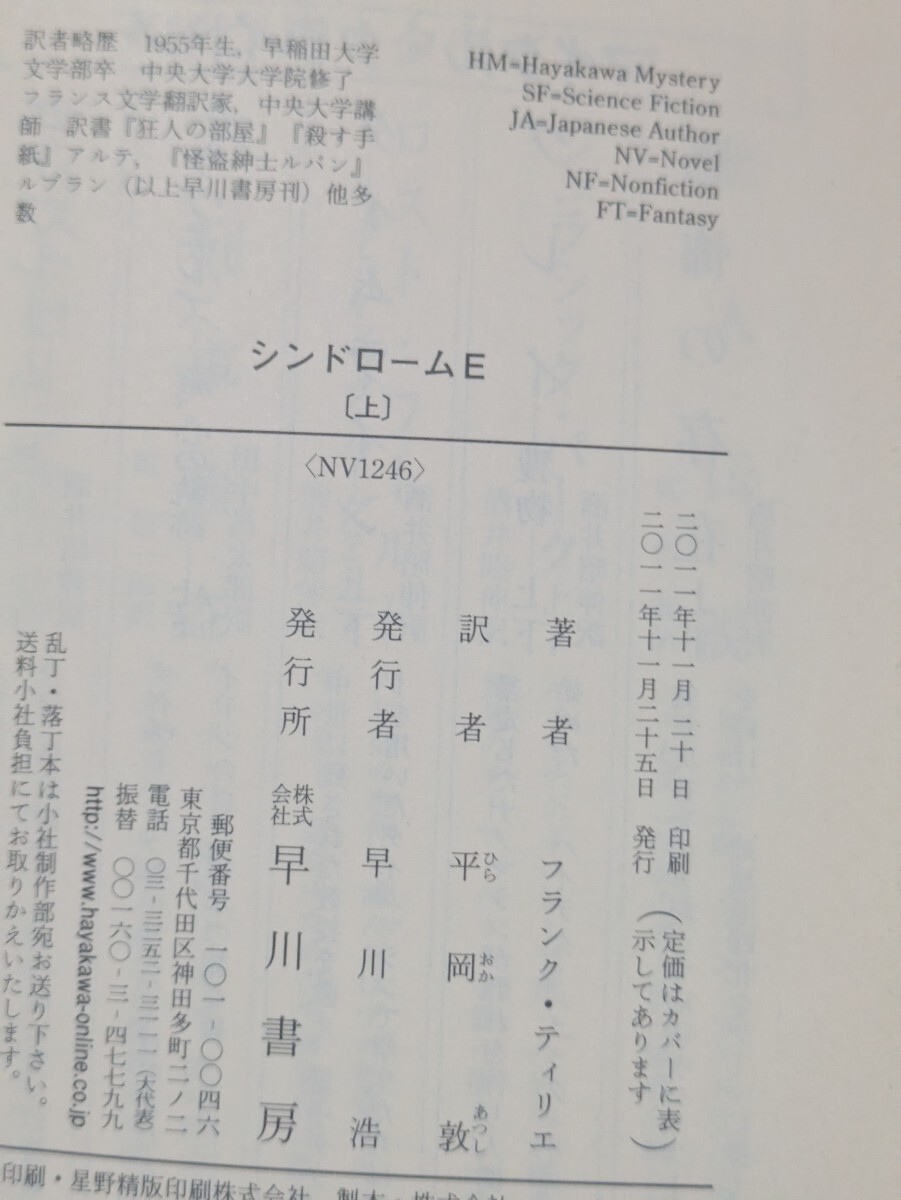 訳者略歴 1955年生,早稲田大学
文学部卒 中央大学大学院修了
フランス文学翻訳家,中央大学講
師 訳書『狂人の部屋』『殺す手
紙』アルテ,『怪盗紳士ルパン』
ルブラン(以上早川書房刊)他多
数
HM=Hayakawa Mystery
SF=Science Fiction
JA=Japanese Author
NV=Novel
NF=Nonfiction
FT=Fantasy
シンドロームE
〔上〕
〈NV1246〉
二〇一一年十一月二十日 印刷
二〇一一年十一月二十五日 発行
(定価はカバーに表
示してあります)
著者 フランク・ティリエ
訳者 平岡敦
ひら おか あつし
発行者 早川浩
発行所 株式会社 早川書房
郵便番号 一〇一-〇〇四六
東京都千代田区神田多町二ノ二
電話 〇三-三二五二-三一一一(大代表)
振替 〇〇一六〇-三-四七七九九
http://www.hayakawa-online.co.jp
乱丁・落丁本は小社制作部宛お送り下さい。
送料小社負担にてお取りかえいたします。
印刷・星野精版印刷株式会社 製本・株式会社